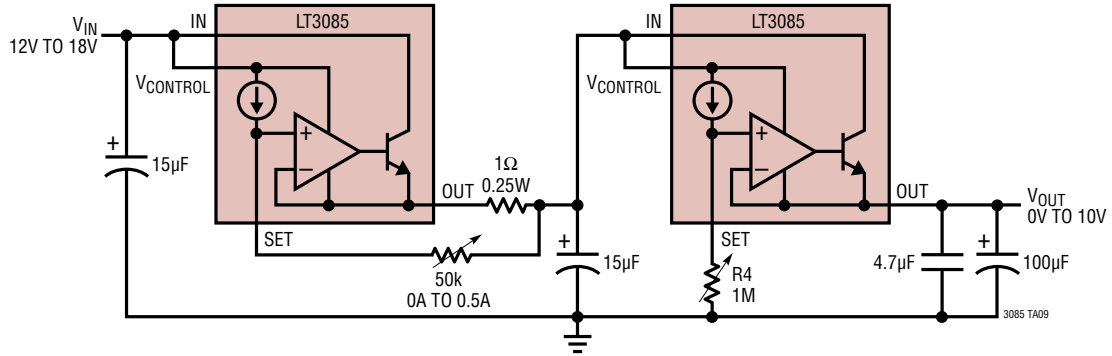 VIN
12V TO 18V
IN
LT3085
VCONTROL
+
–
+
15µF
1Ω
0.25W
OUT
SET
50k
0A TO 0.5A
+
15µF
IN
LT3085
VCONTROL
+
–
OUT
VOUT
0V TO 10V
SET
R4
1M
4.7µF
+
100µF
3085 TA09